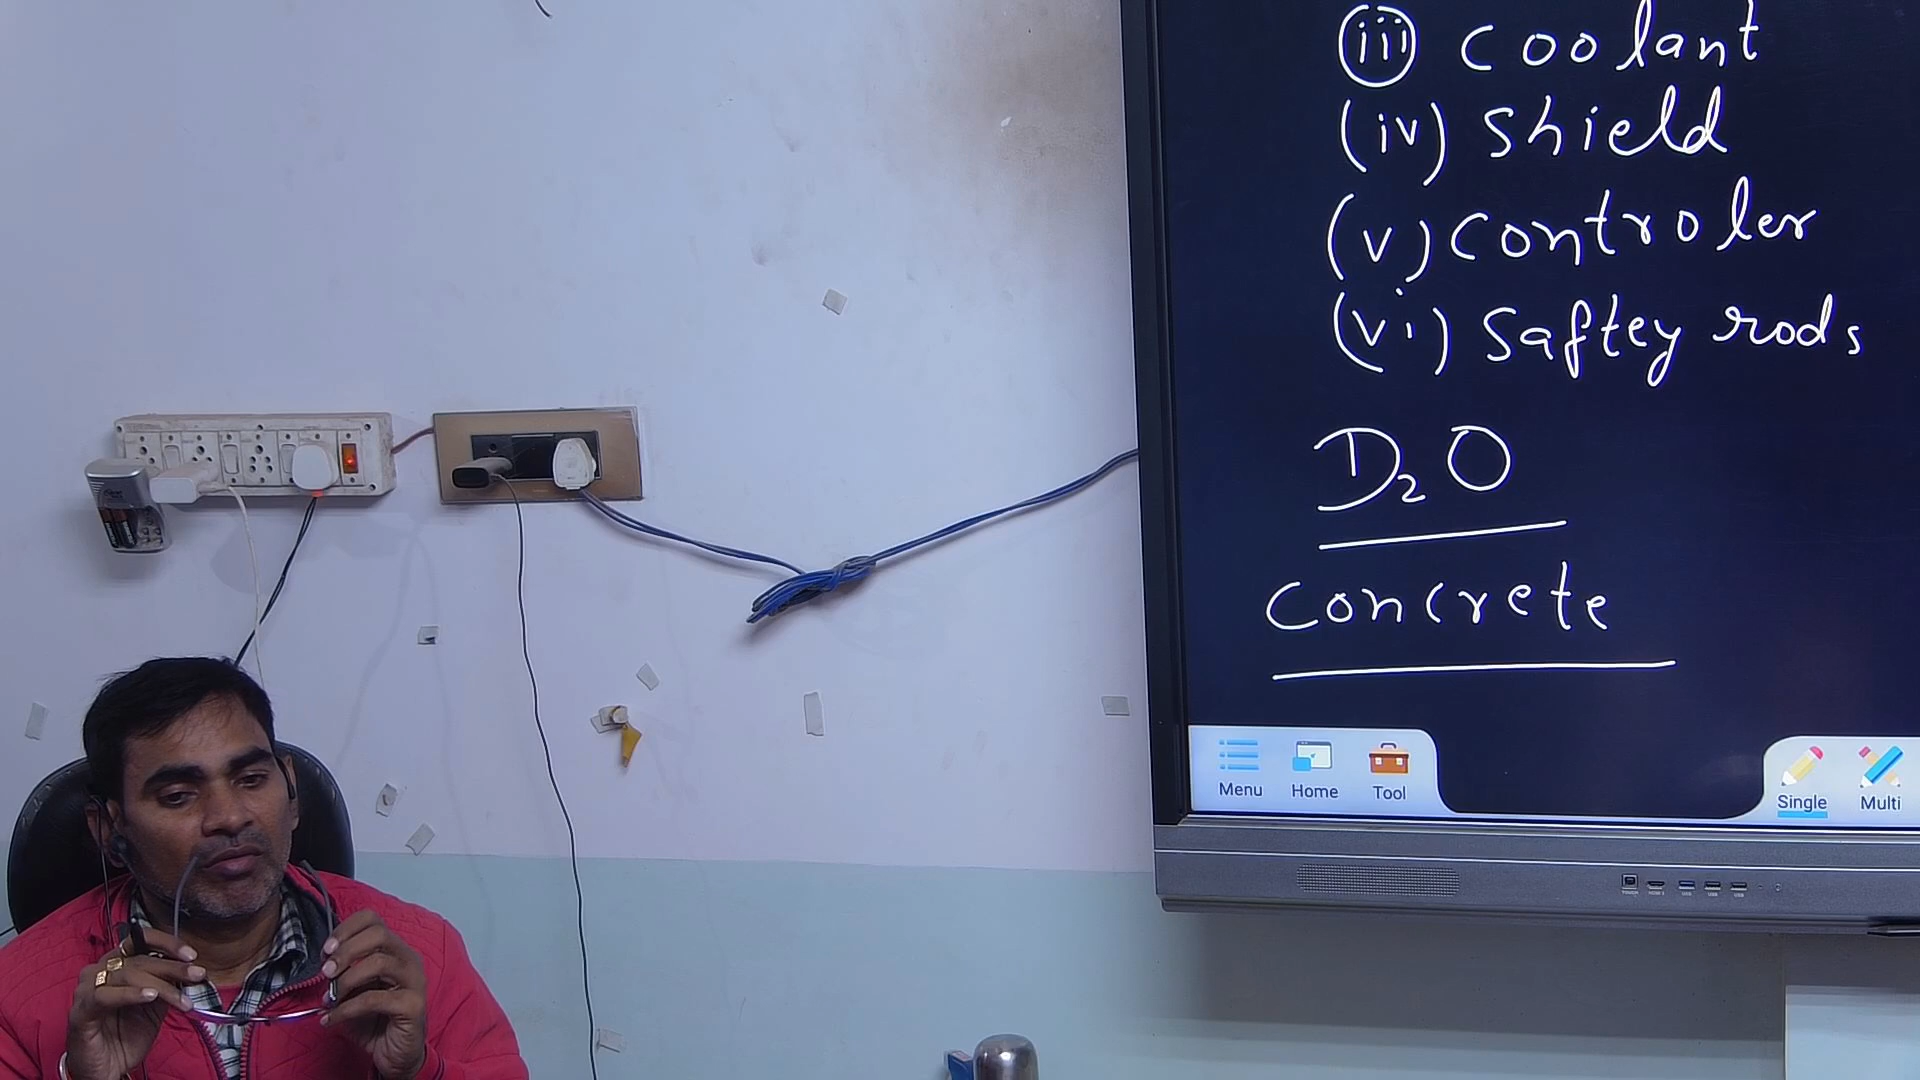 (iii) Coolant
(iv) Shield
(v) Controler
(vi) Saftey rods
D₂O
Concrete
Menu Home Tool
Single Multi